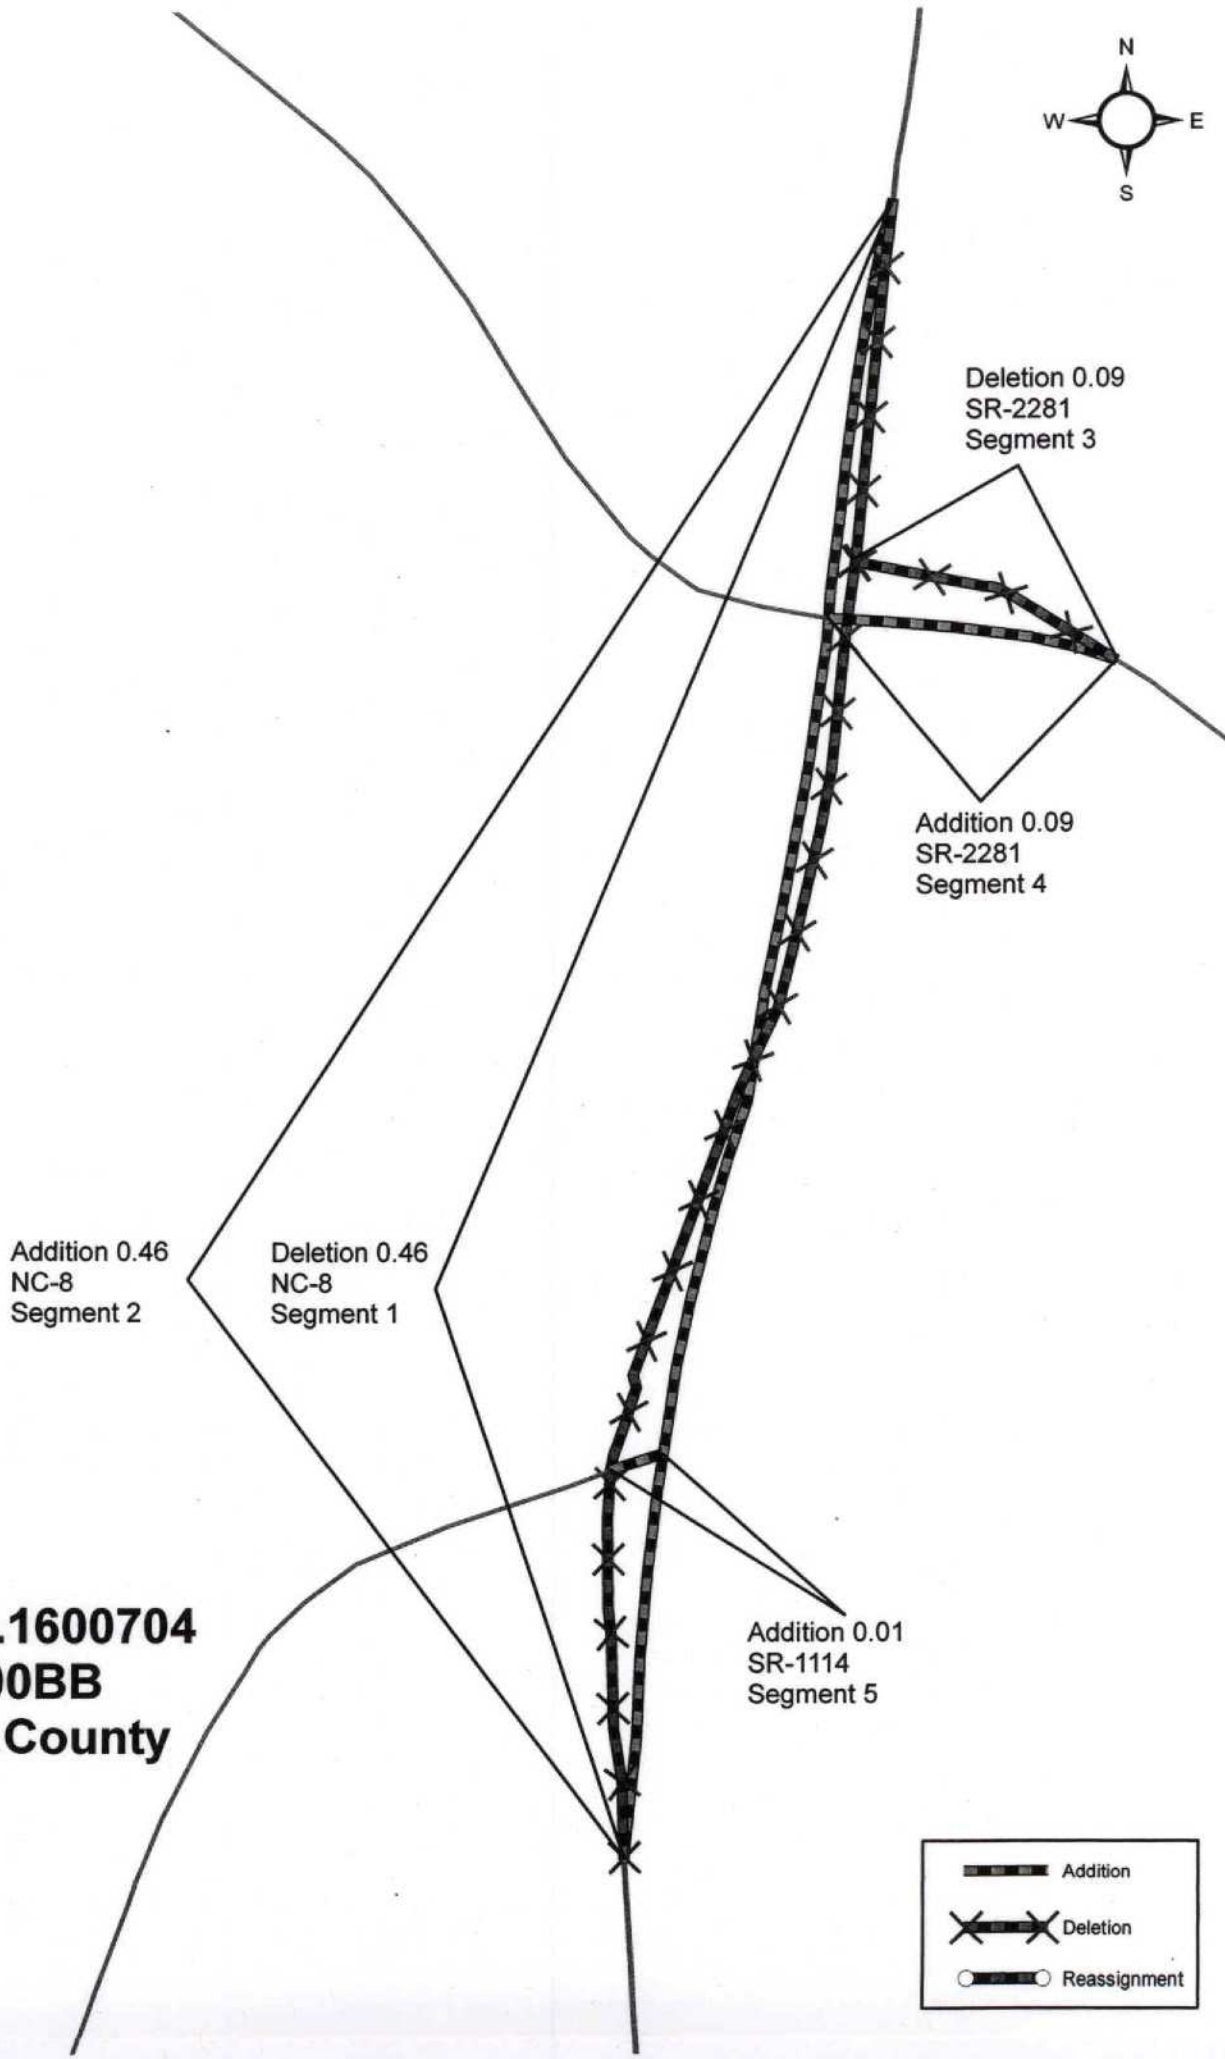 N
W E
S
Deletion 0.09
SR-2281
Segment 3
Addition 0.09
SR-2281
Segment 4
Addition 0.46
NC-8
Segment 2
Deletion 0.46
NC-8
Segment 1
.1600704
0BB
County
Addition 0.01
SR-1114
Segment 5
Addition
Deletion
Reassignment